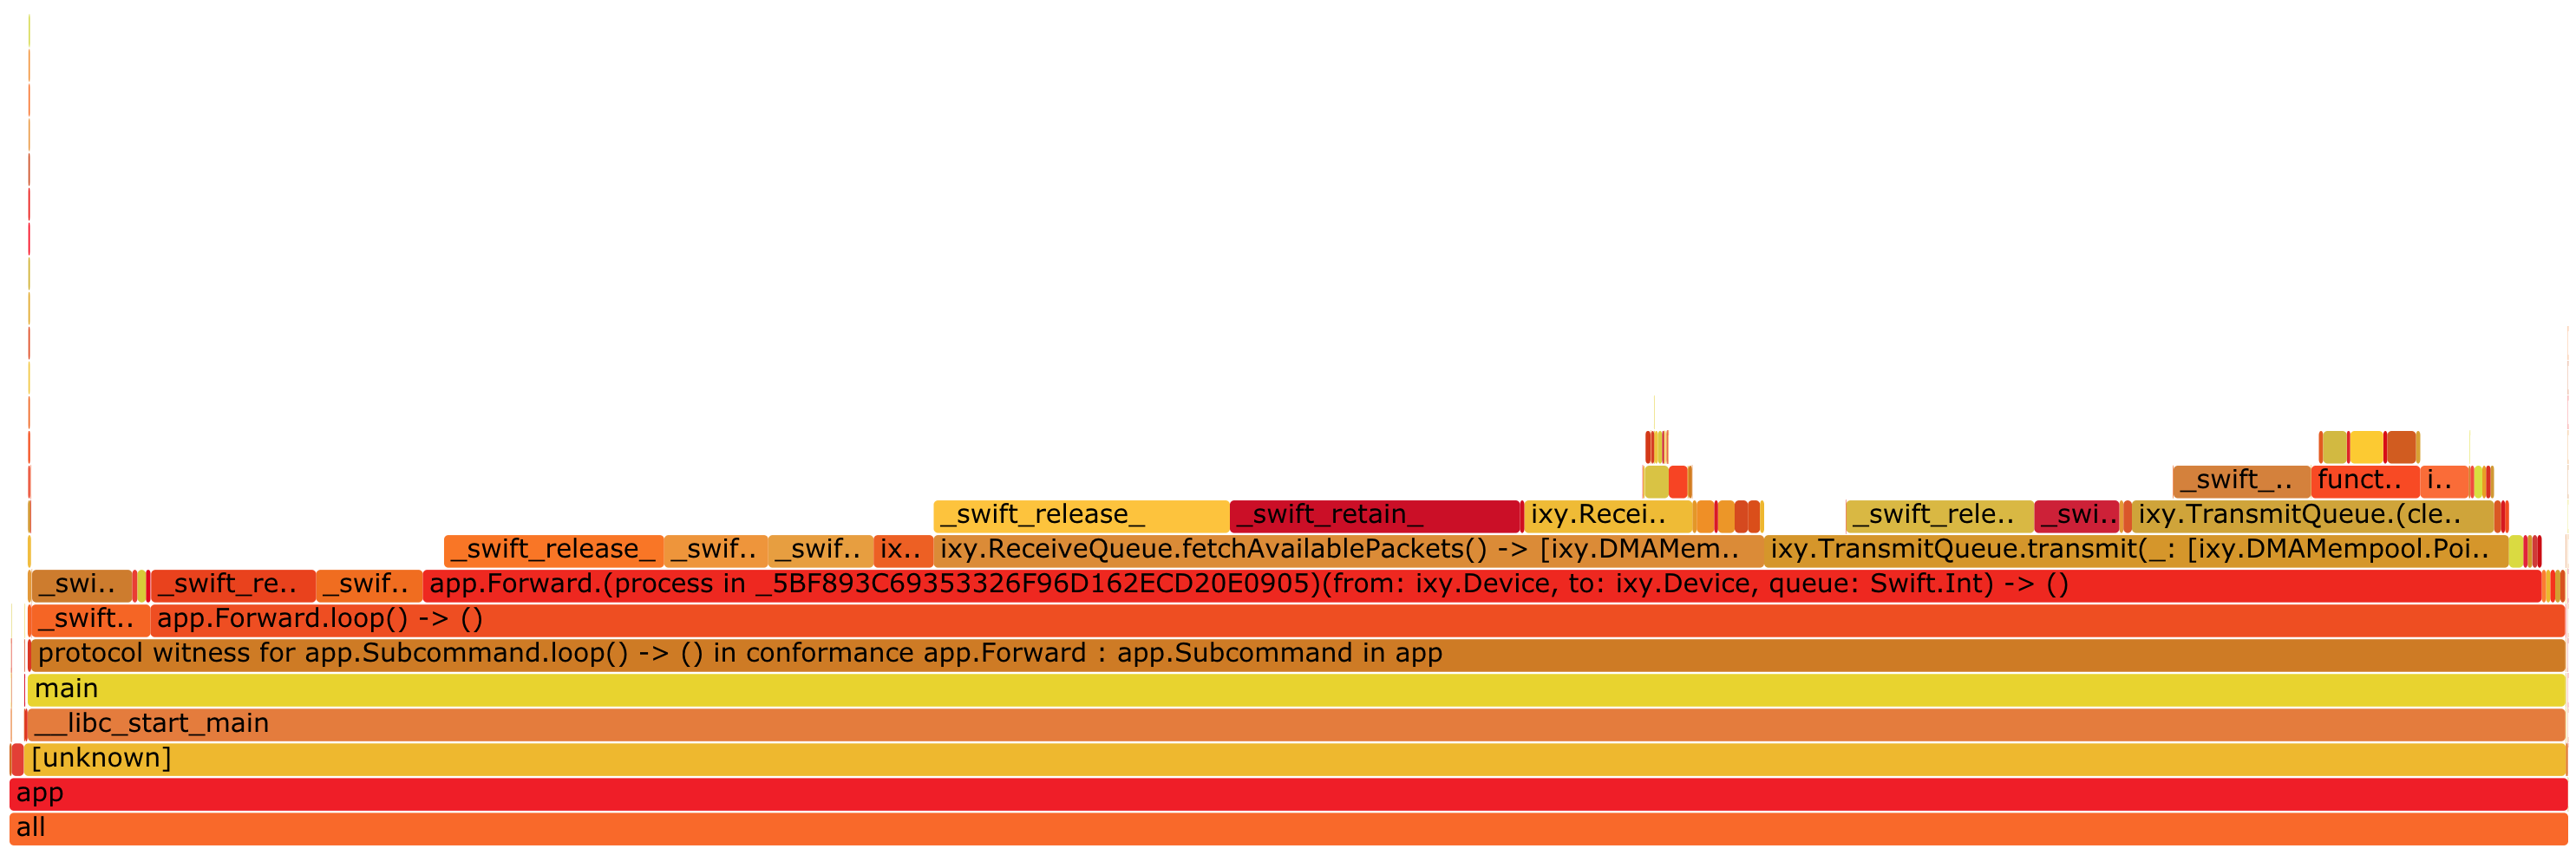 _swift_.. funct.. i..
_swift_release_ _swift_retain_ ixy.Recei.. _swift_rele.. _swi.. ixy.TransmitQueue.(cle..
_swift_release_ _swif.. _swif.. ix.. ixy.ReceiveQueue.fetchAvailablePackets() -> [ixy.DMAMem.. ixy.TransmitQueue.transmit(_: [ixy.DMAMempool.Poi..
_swi.. _swift_re.. _swif.. app.Forward.(process in _5BF893C69353326F96D162ECD20E0905)(from: ixy.Device, to: ixy.Device, queue: Swift.Int) -> ()
_swift.. app.Forward.loop() -> ()
protocol witness for app.Subcommand.loop() -> () in conformance app.Forward : app.Subcommand in app
main
__libc_start_main
[unknown]
app
all